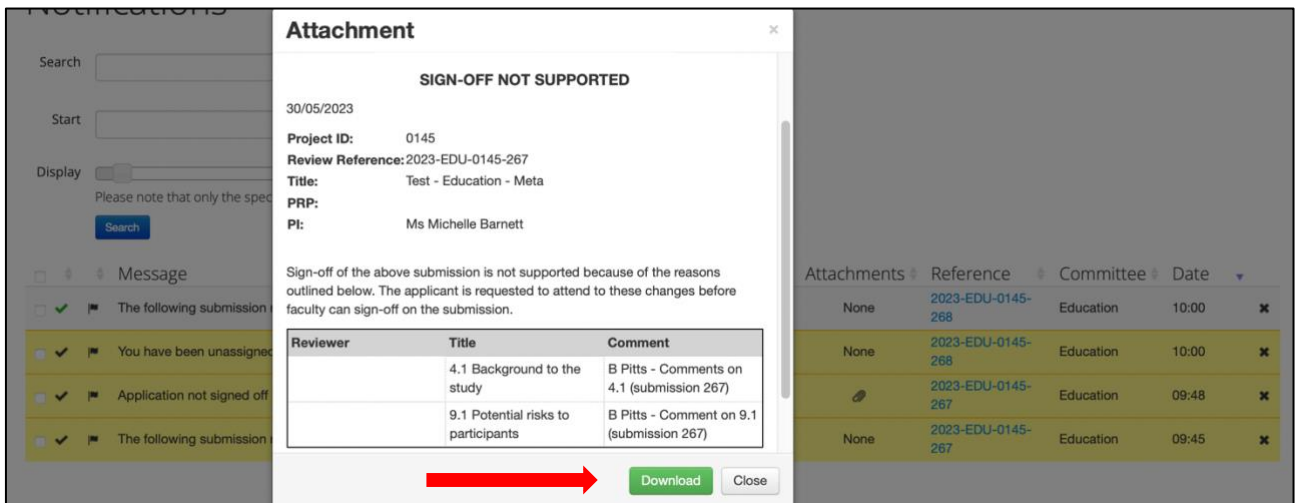 Notifications
Search
Start
Display
Please note that only the spec
Search
Attachment
×
SIGN-OFF NOT SUPPORTED
30/05/2023
Project ID: 0145
Review Reference: 2023-EDU-0145-267
Title: Test - Education - Meta
PRP:
PI: Ms Michelle Barnett
Sign-off of the above submission is not supported because of the reasons
outlined below. The applicant is requested to attend to these changes before
faculty can sign-off on the submission.
Reviewer Title Comment
4.1 Background to the B Pitts - Comments on
study 4.1 (submission 267)
9.1 Potential risks to B Pitts - Comment on 9.1
participants (submission 267)
Download Close
Message Attachments Reference Committee Date
The following submission None 2023-EDU-0145- Education 10:00
268
You have been unassigned None 2023-EDU-0145- Education 10:00
268
Application not signed off 2023-EDU-0145- Education 09:48
267
The following submission None 2023-EDU-0145- Education 09:45
267